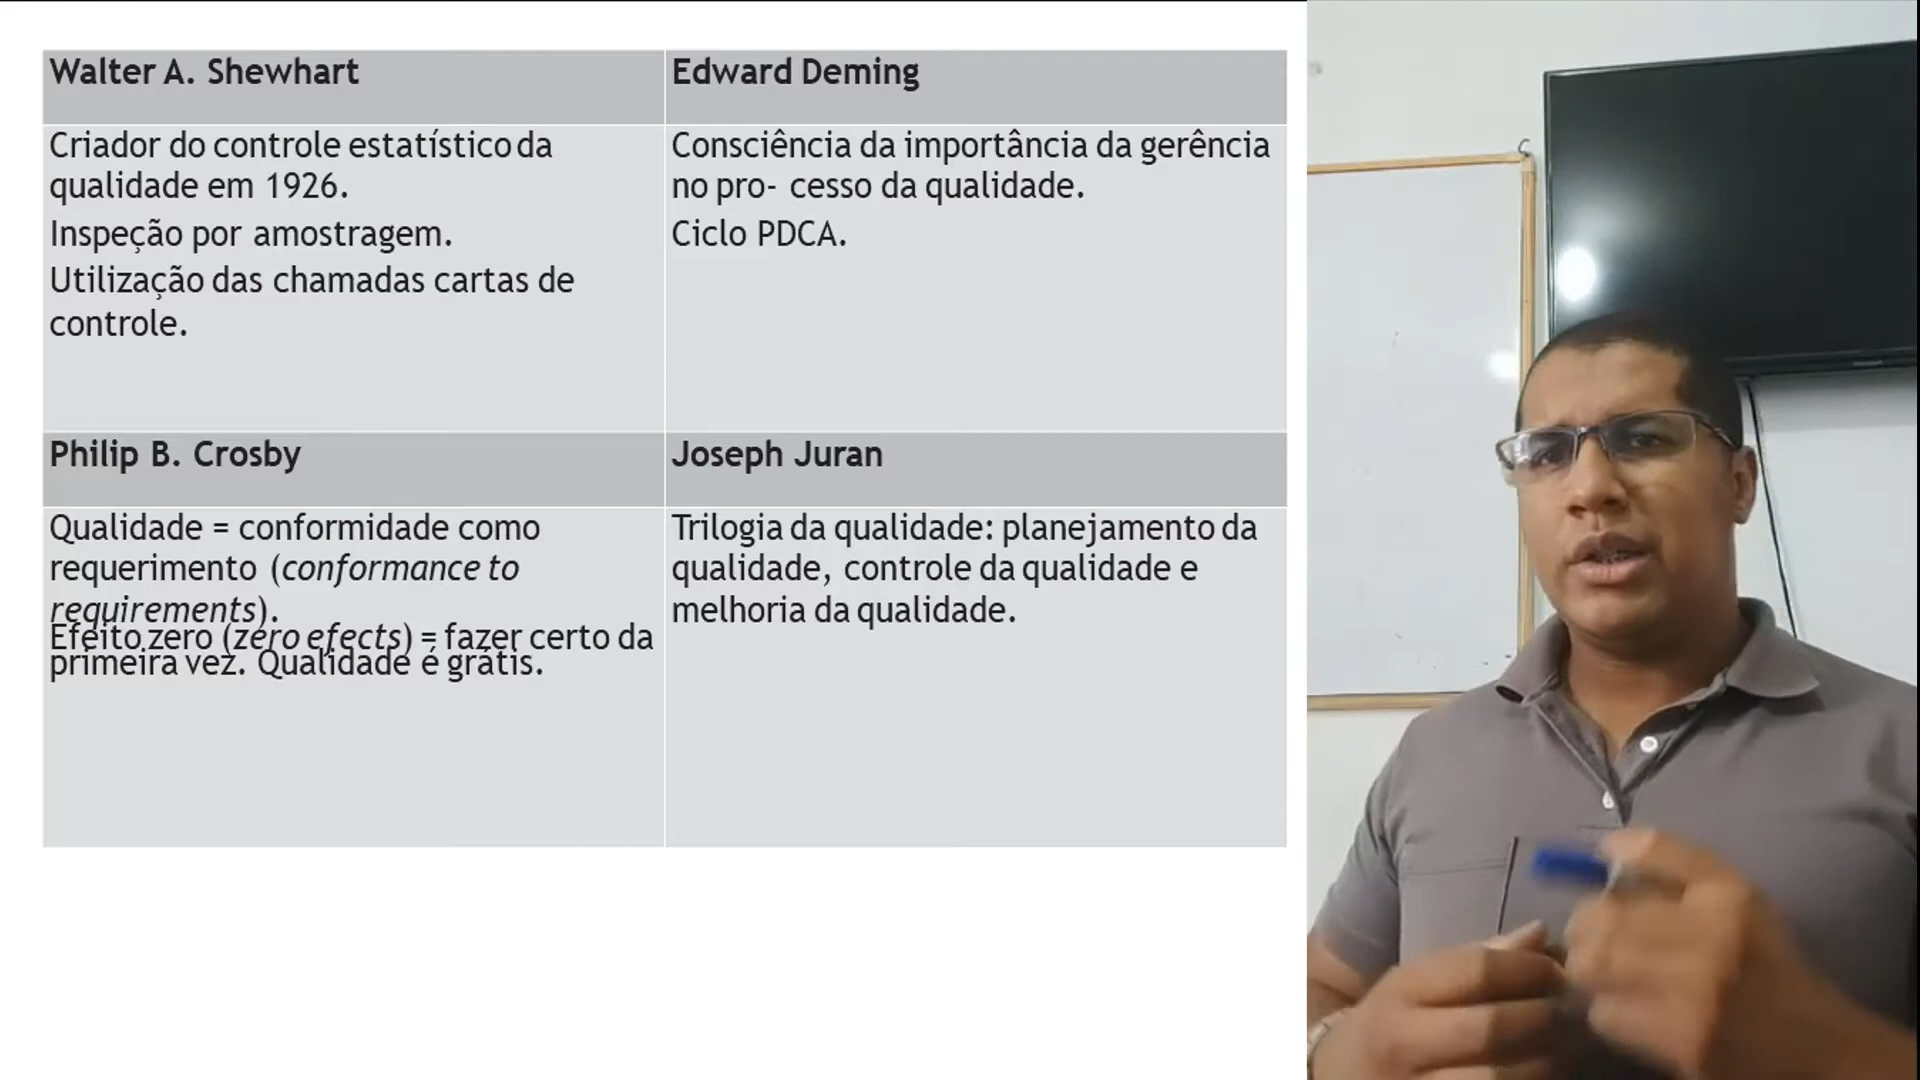 Walter A. Shewhart
Edward Deming
Criador do controle estatístico da
qualidade em 1926.
Inspeção por amostragem.
Utilização das chamadas cartas de
controle.
Consciência da importância da gerência
no pro- cesso da qualidade.
Ciclo PDCA.
Philip B. Crosby
Joseph Juran
Qualidade = conformidade como
requerimento (conformance to
requirements).
Efeito zero (zero efects) = fazer certo da
primeira vez. Qualidade é grátis.
Trilogia da qualidade: planejamento da
qualidade, controle da qualidade e
melhoria da qualidade.